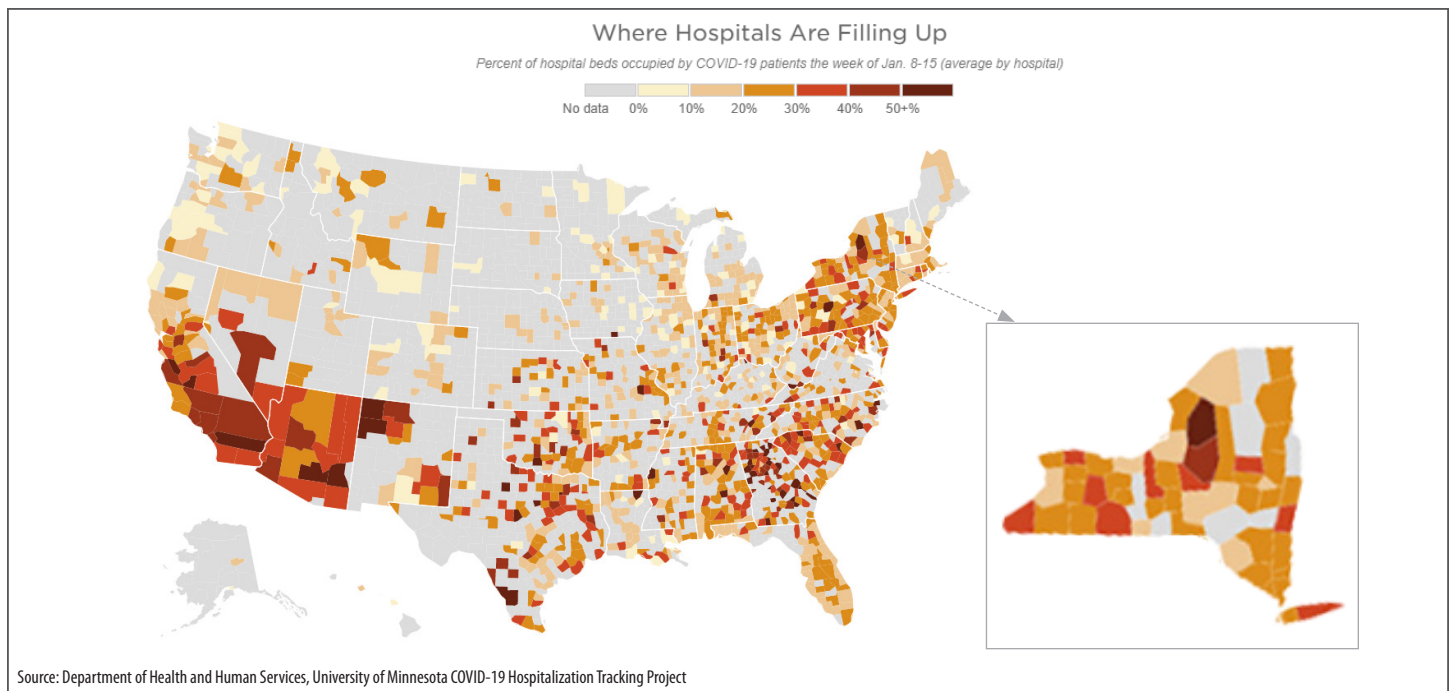 Where Hospitals Are Filling Up
Percent of hospital beds occupied by COVID-19 patients the week of Jan. 8-15 (average by hospital)
No data 0% 10% 20% 30% 40% 50+%
Source: Department of Health and Human Services, University of Minnesota COVID-19 Hospitalization Tracking Project